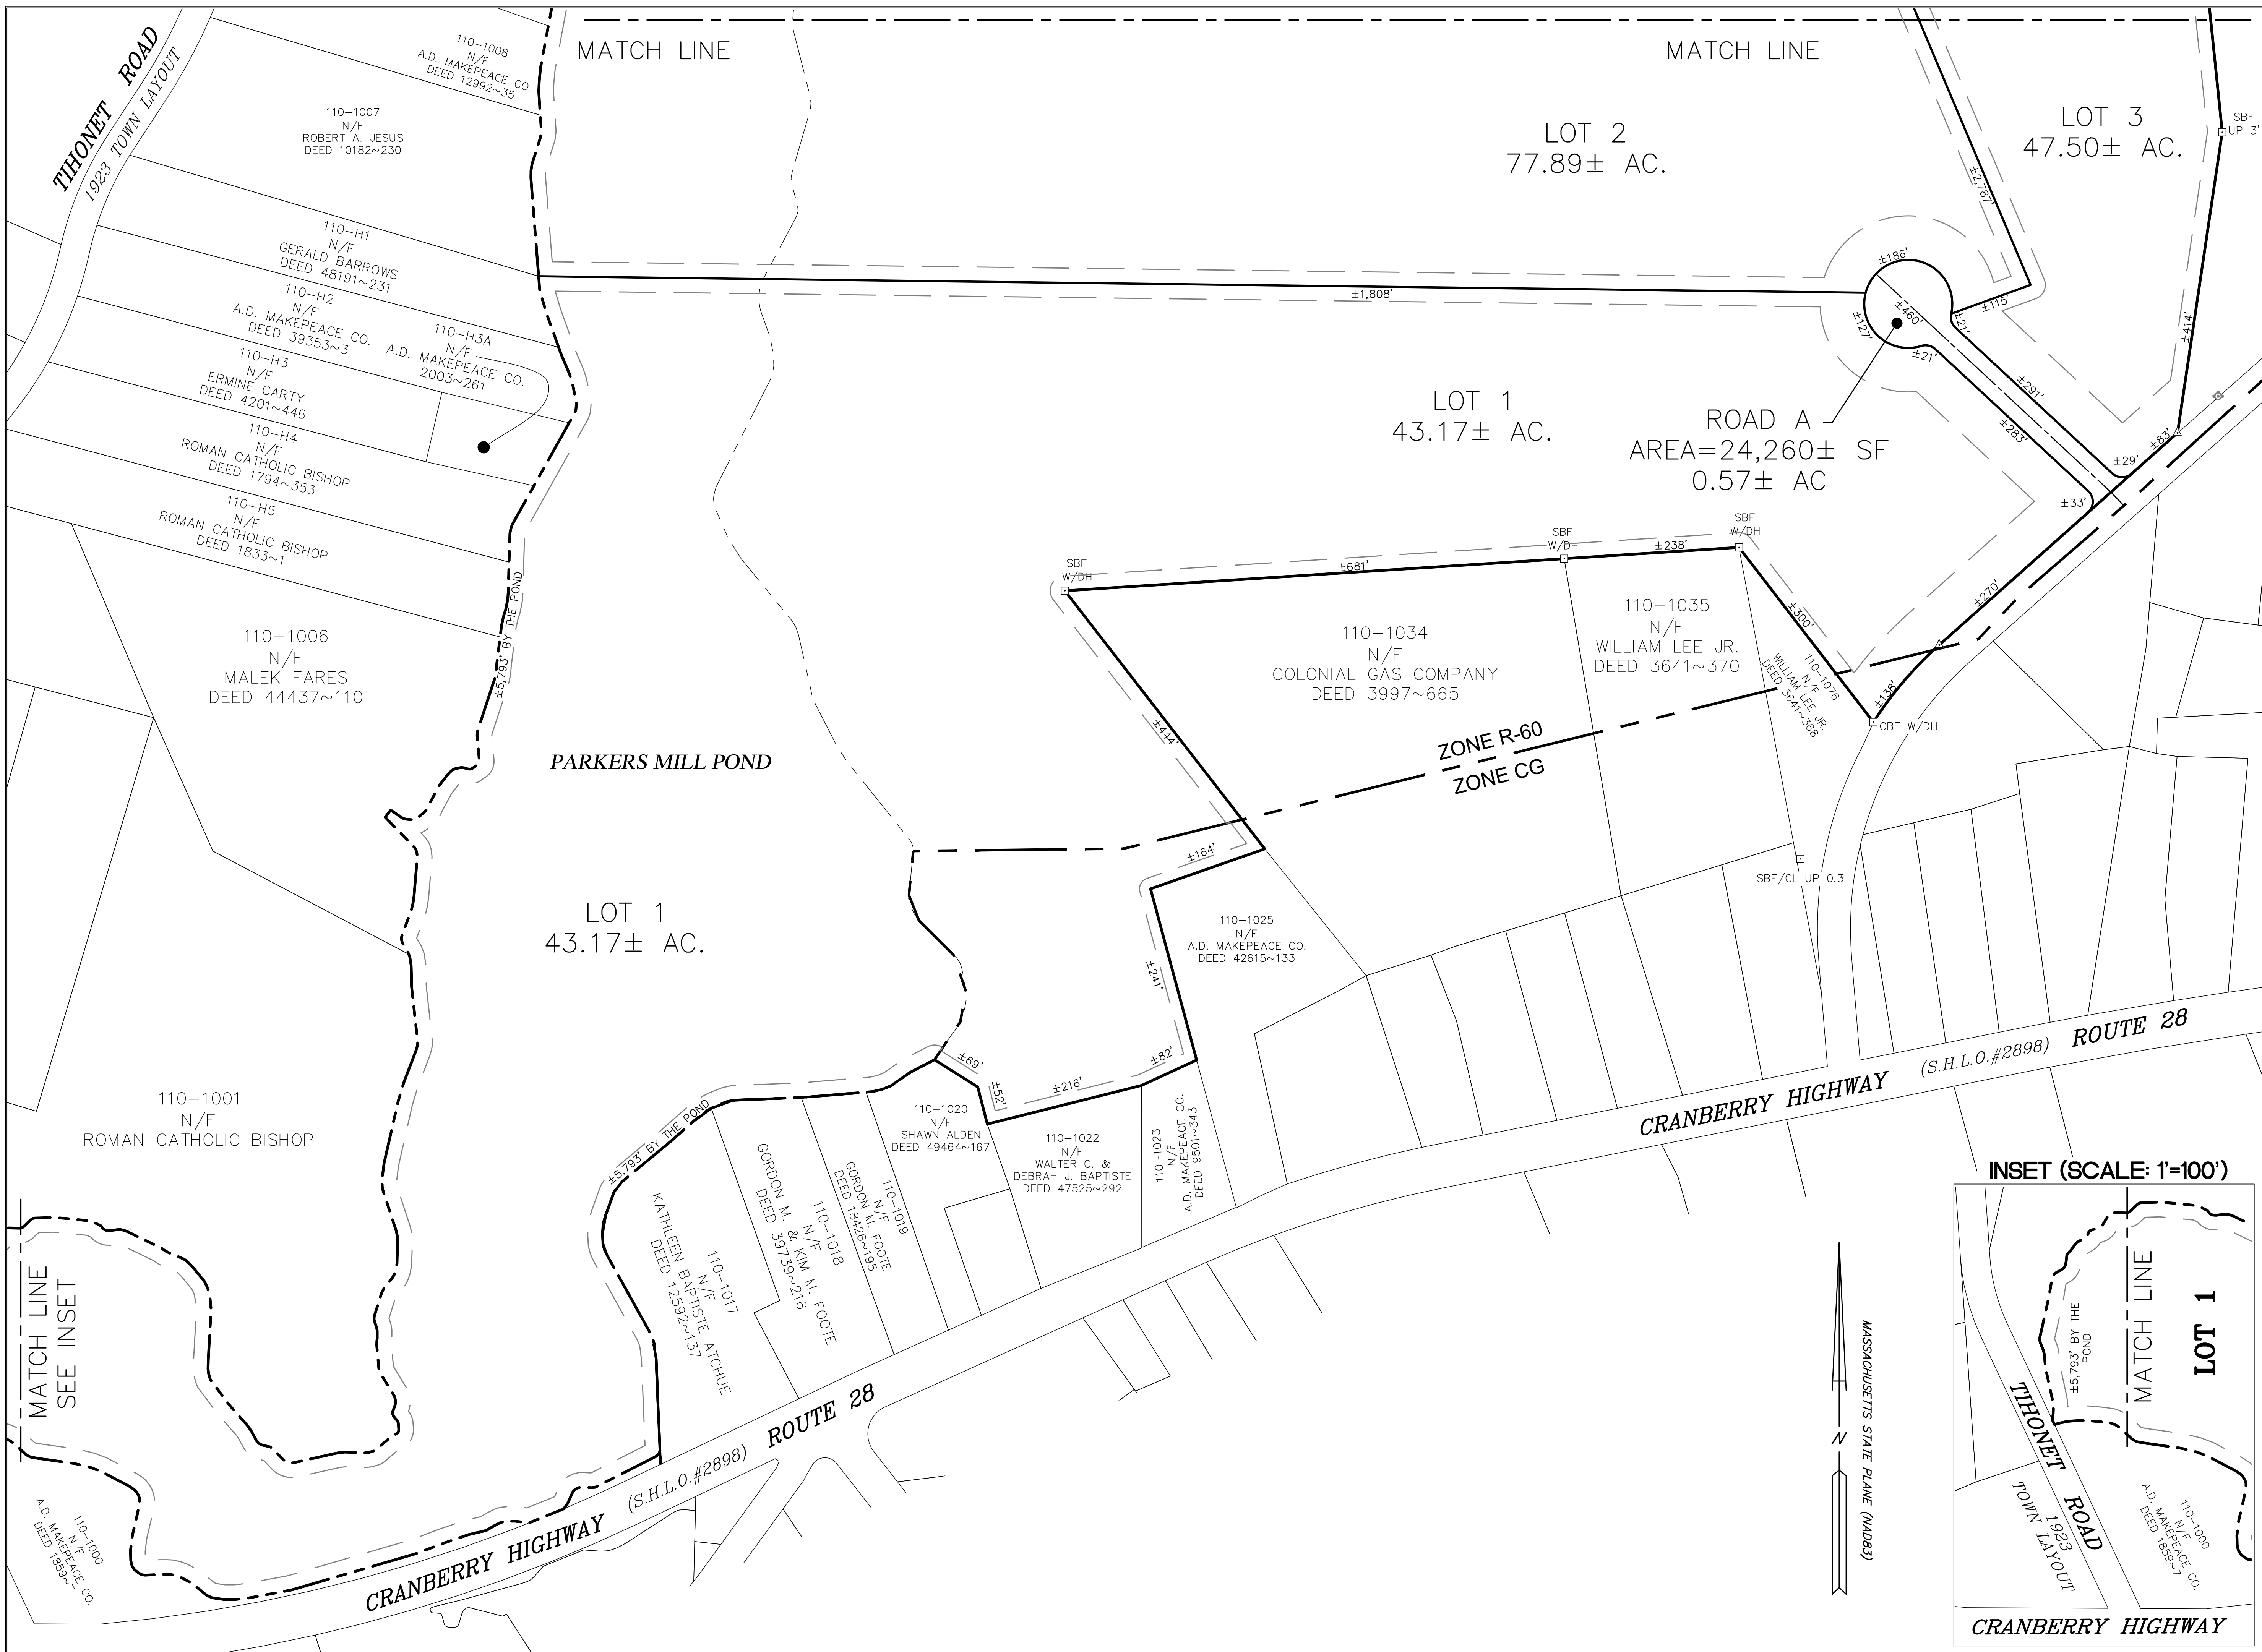 TIHONET ROAD
1923 TOWN LAYOUT
110-1008
N/F
A.D. MAKEPEACE CO.
DEED 12992~35
MATCH LINE
MATCH LINE
110-1007
N/F
ROBERT A. JESUS
DEED 10182~230
LOT 2
77.89± AC.
LOT 3
47.50± AC.
SBF
UP 3'
±2,787'
110-H1
N/F
GERALD BARROWS
DEED 48191~231
110-H2
N/F
A.D. MAKEPEACE CO.
DEED 39353~3
110-H3A
N/F
A.D. MAKEPEACE CO.
2003~261
110-H3
N/F
ERMINE CARTY
DEED 4201~446
110-H4
N/F
ROMAN CATHOLIC BISHOP
DEED 1794~353
110-H5
N/F
ROMAN CATHOLIC BISHOP
DEED 1833~1
±1,808'
±186'
±460'
±127'
±21'
±21'
±115'
±414'
±291'
±283'
±83'
±29'
±33'
LOT 1
43.17± AC.
ROAD A
AREA=24,260± SF
0.57± AC
SBF
W/DH
±681'
SBF
W/DH
±238'
SBF
W/DH
±300'
±270'
±138'
CBF W/DH
±5,793' BY THE POND
110-1006
N/F
MALEK FARES
DEED 44437~110
110-1034
N/F
COLONIAL GAS COMPANY
DEED 3997~665
110-1035
N/F
WILLIAM LEE JR.
DEED 3641~370
110-1076
N/F
WILLIAM LEE JR.
DEED 3641~368
±444'
ZONE R-60
ZONE CG
PARKERS MILL POND
±164'
SBF/CL UP 0.3
LOT 1
43.17± AC.
110-1025
N/F
A.D. MAKEPEACE CO.
DEED 42615~133
±241'
±82'
±69'
±52'
±216'
110-1001
N/F
ROMAN CATHOLIC BISHOP
±5,793' BY THE POND
110-1020
N/F
SHAWN ALDEN
DEED 49464~167
110-1022
N/F
WALTER C. &
DEBRAH J. BAPTISTE
DEED 47525~292
110-1023
N/F
A.D. MAKEPEACE CO.
DEED 9501~343
110-1019
N/F
GORDON M. FOOTE
DEED 18426~195
110-1018
N/F
GORDON M. & KIM M. FOOTE
DEED 39739~216
110-1017
N/F
KATHLEEN BAPTISTE ATCHUE
DEED 12592~137
CRANBERRY HIGHWAY (S.H.L.O.#2898) ROUTE 28
MATCH LINE
SEE INSET
110-1000
N/F
A.D. MAKEPEACE CO.
DEED 1859~7
CRANBERRY HIGHWAY (S.H.L.O.#2898) ROUTE 28
N
MASSACHUSETTS STATE PLANE (NAD83)
INSET (SCALE: 1'=100')
±5,793' BY THE
POND
MATCH LINE
LOT 1
TIHONET ROAD
1923
TOWN LAYOUT
110-1000
N/F
A.D. MAKEPEACE CO.
DEED 1859~7
CRANBERRY HIGHWAY